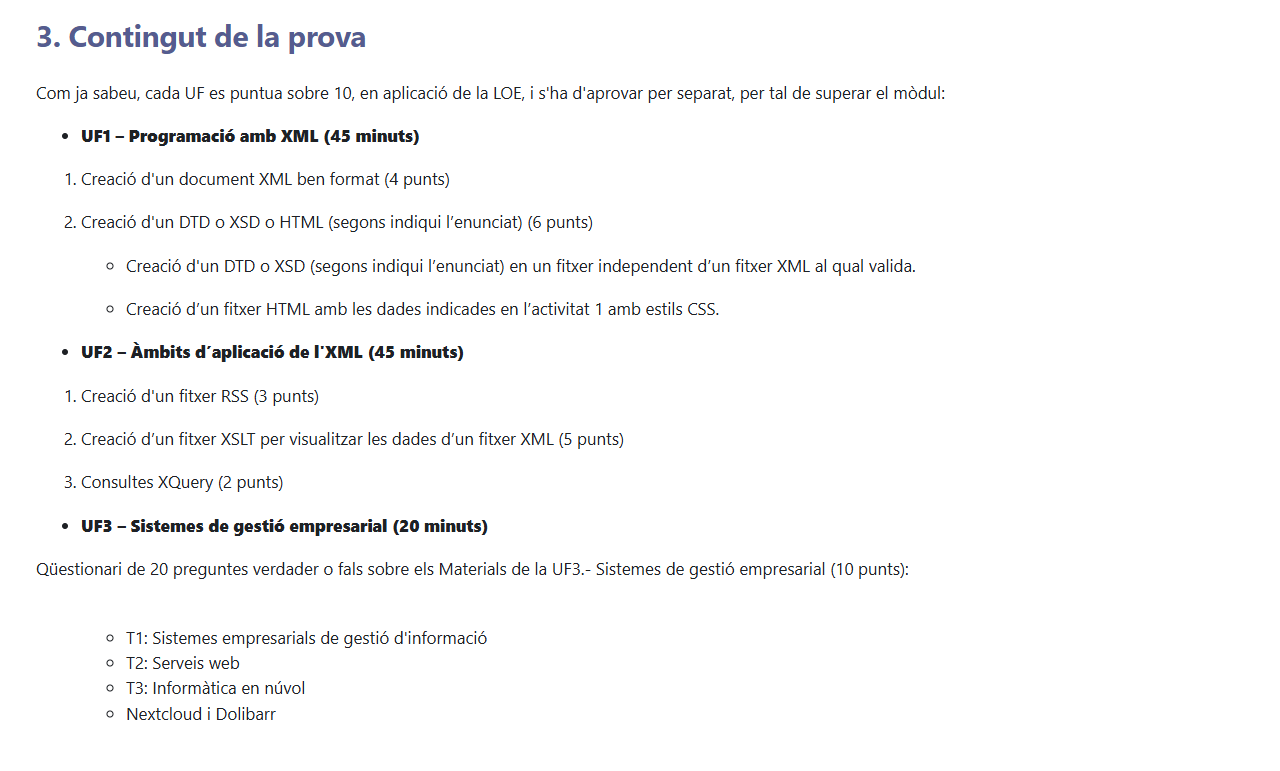 3. Contingut de la prova
Com ja sabeu, cada UF es puntua sobre 10, en aplicació de la LOE, i s'ha d'aprovar per separat, per tal de superar el mòdul:
• UF1 – Programació amb XML (45 minuts)
1. Creació d'un document XML ben format (4 punts)
2. Creació d'un DTD o XSD o HTML (segons indiqui l’enunciat) (6 punts)
◦ Creació d'un DTD o XSD (segons indiqui l’enunciat) en un fitxer independent d’un fitxer XML al qual valida.
◦ Creació d’un fitxer HTML amb les dades indicades en l’activitat 1 amb estils CSS.
• UF2 – Àmbits d´aplicació de l'XML (45 minuts)
1. Creació d'un fitxer RSS (3 punts)
2. Creació d’un fitxer XSLT per visualitzar les dades d’un fitxer XML (5 punts)
3. Consultes XQuery (2 punts)
• UF3 – Sistemes de gestió empresarial (20 minuts)
Qüestionari de 20 preguntes verdader o fals sobre els Materials de la UF3.- Sistemes de gestió empresarial (10 punts):
◦ T1: Sistemes empresarials de gestió d'informació
◦ T2: Serveis web
◦ T3: Informàtica en núvol
◦ Nextcloud i Dolibarr